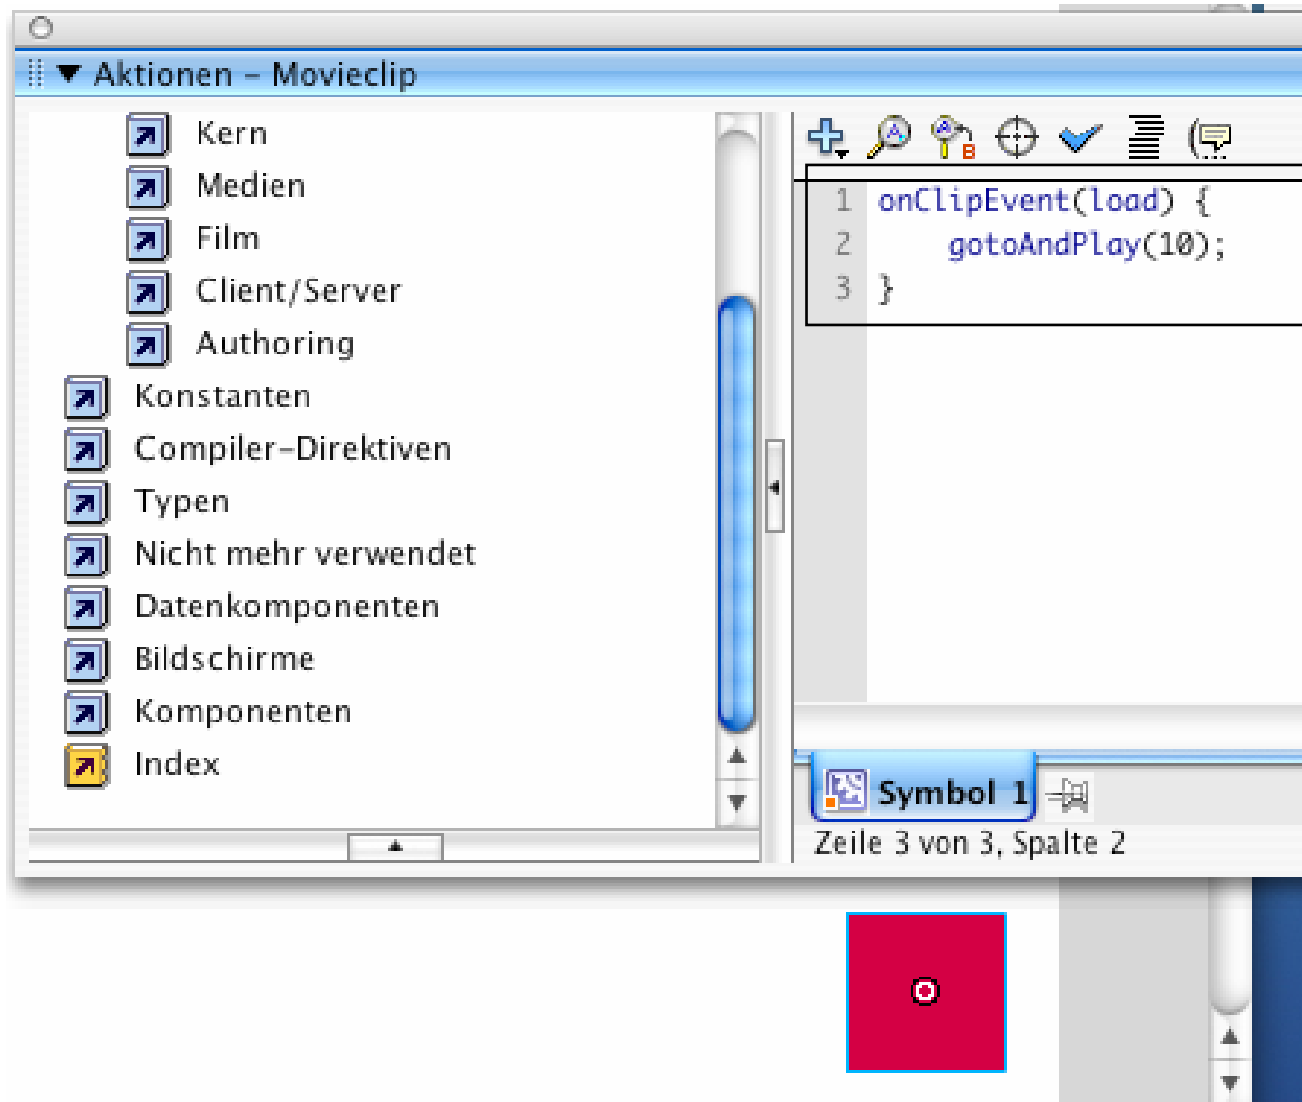 Aktionen – Movieclip
Kern
Medien
Film
Client/Server
Authoring
Konstanten
Compiler-Direktiven
Typen
Nicht mehr verwendet
Datenkomponenten
Bildschirme
Komponenten
Index
1 onClipEvent(load) {
2 gotoAndPlay(10);
3 }
Symbol 1
Zeile 3 von 3, Spalte 2